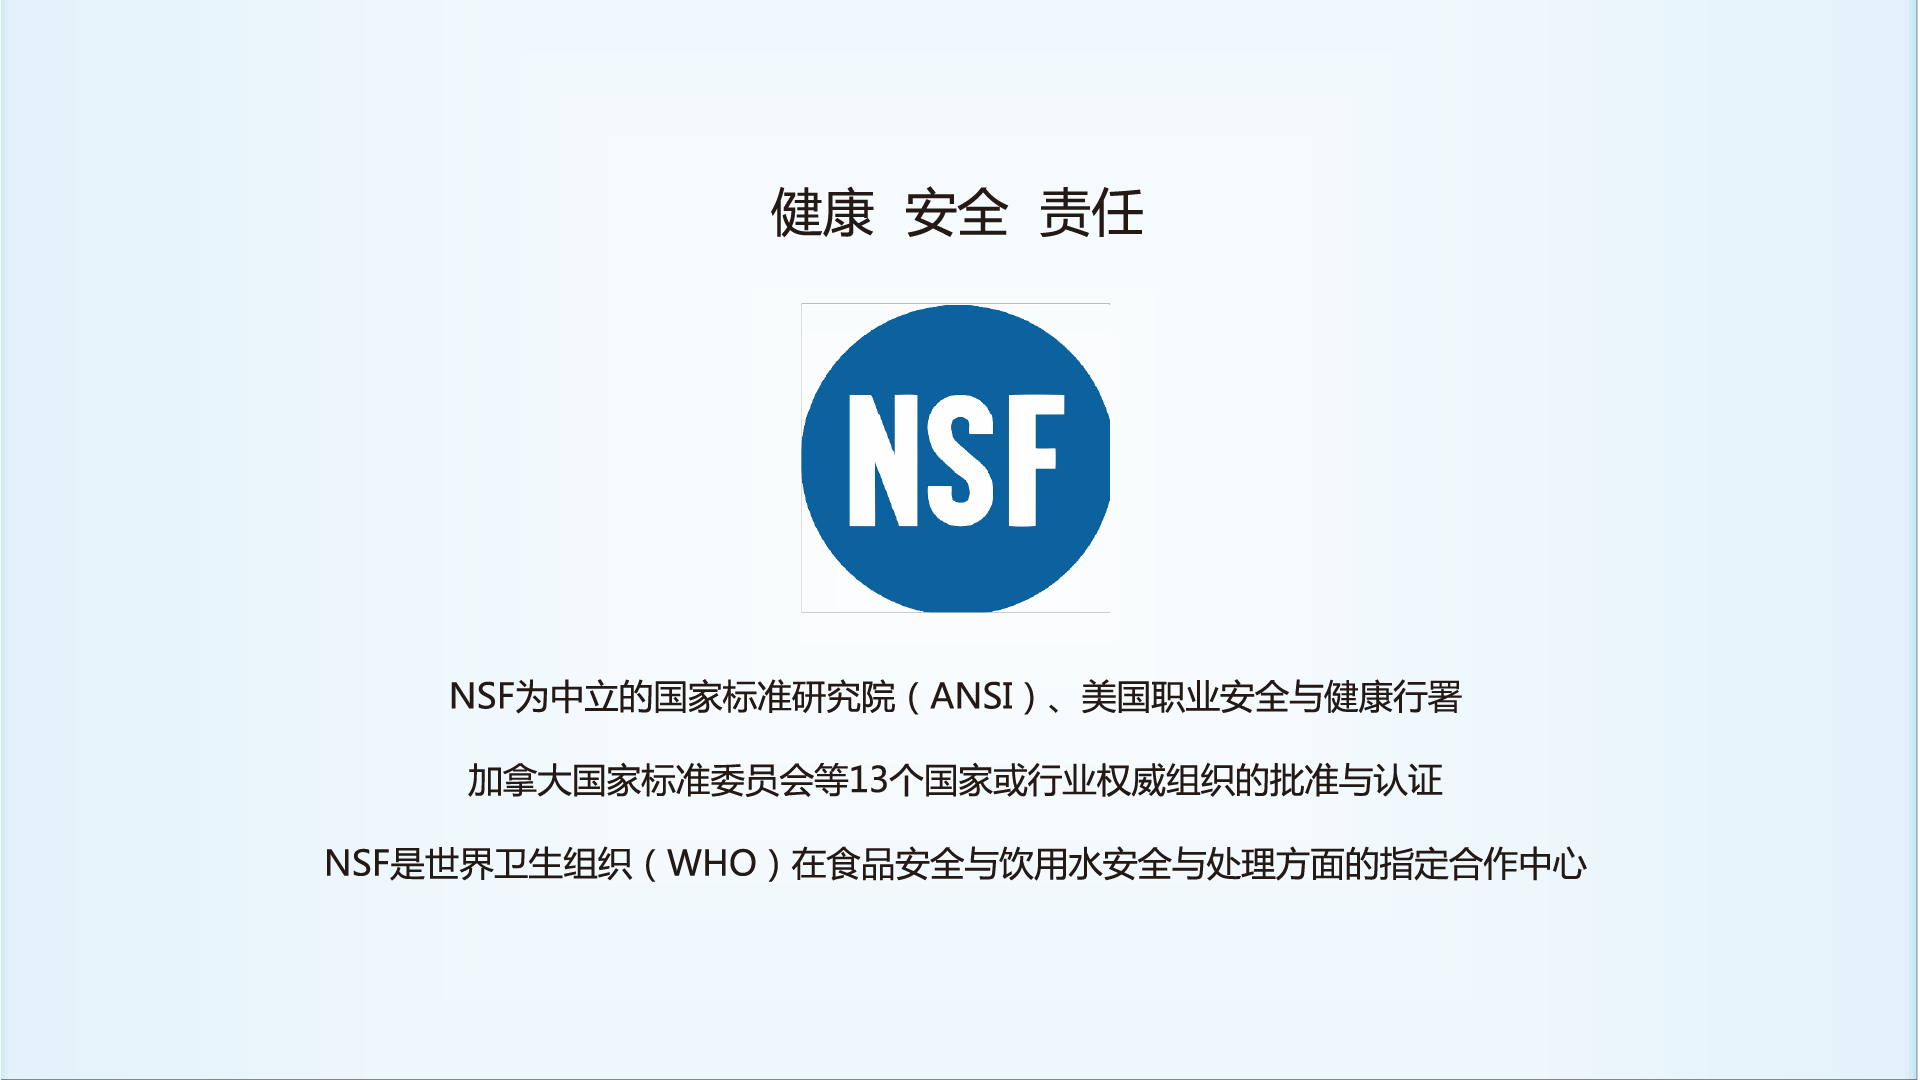 健康 安全 责任
NSF
NSF为中立的国家标准研究院（ANSI）、美国职业安全与健康行署
加拿大国家标准委员会等13个国家或行业权威组织的批准与认证
NSF是世界卫生组织（WHO）在食品安全与饮用水安全与处理方面的指定合作中心